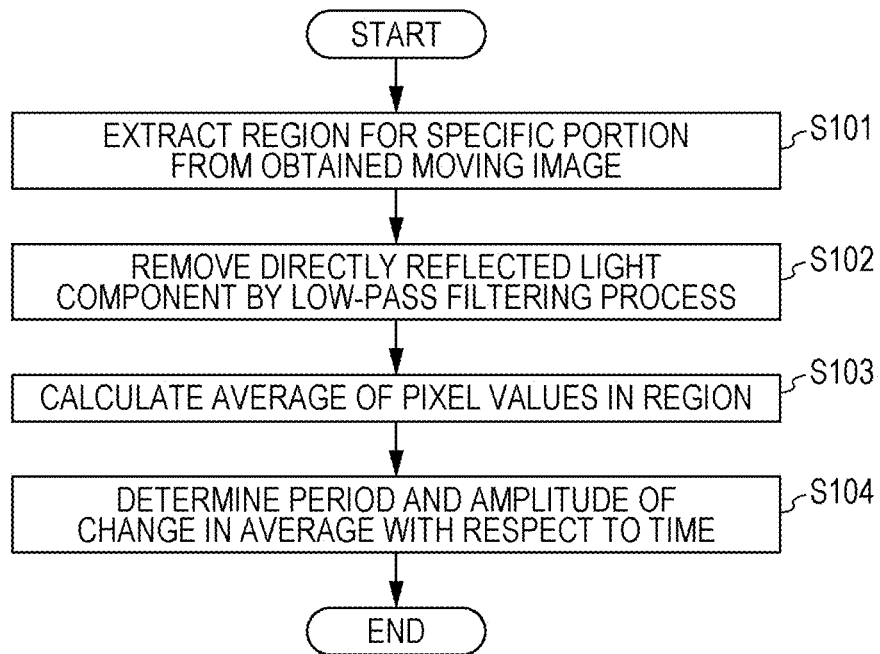 START
EXTRACT REGION FOR SPECIFIC PORTION
FROM OBTAINED MOVING IMAGE
S101
REMOVE DIRECTLY REFLECTED LIGHT
COMPONENT BY LOW-PASS FILTERING PROCESS
S102
CALCULATE AVERAGE OF PIXEL VALUES IN REGION
S103
DETERMINE PERIOD AND AMPLITUDE OF
CHANGE IN AVERAGE WITH RESPECT TO TIME
S104
END